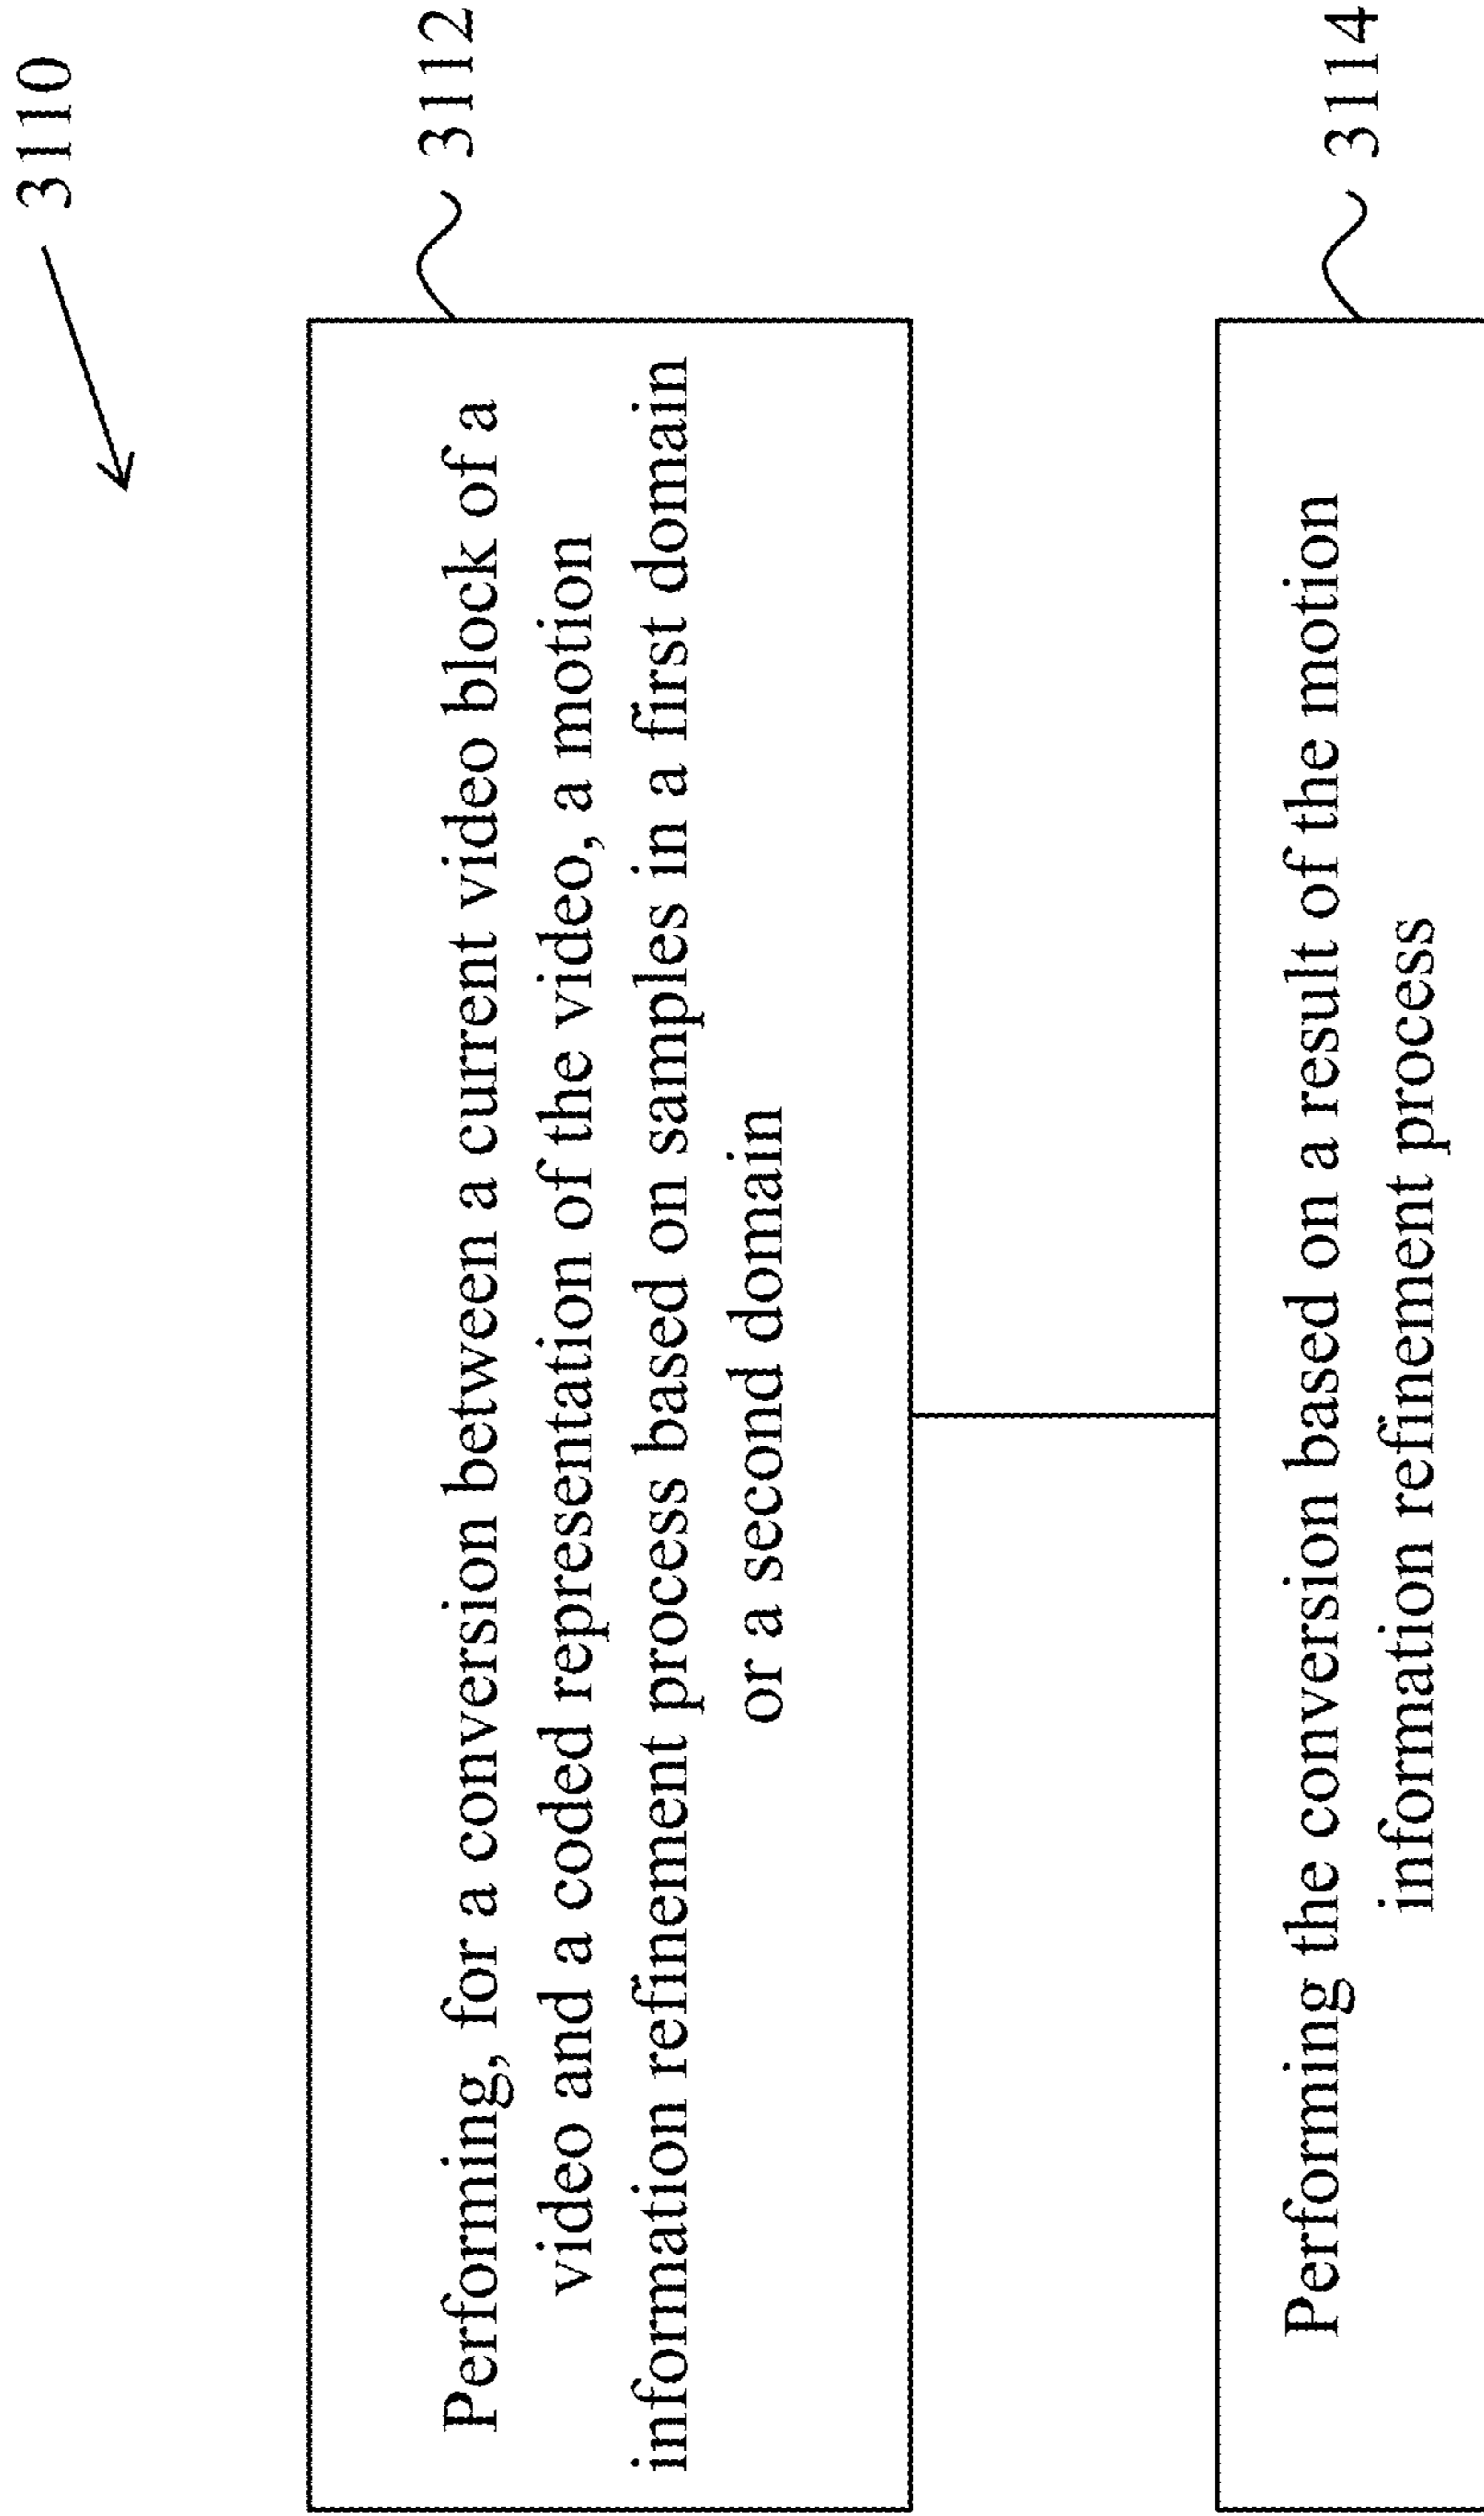 3110
Performing, for a conversion between a current video block of a
video and a coded representation of the video, a motion
information refinement process based on samples in a first domain
or a second domain
3112
Performing the conversion based on a result of the motion
information refinement process
3114